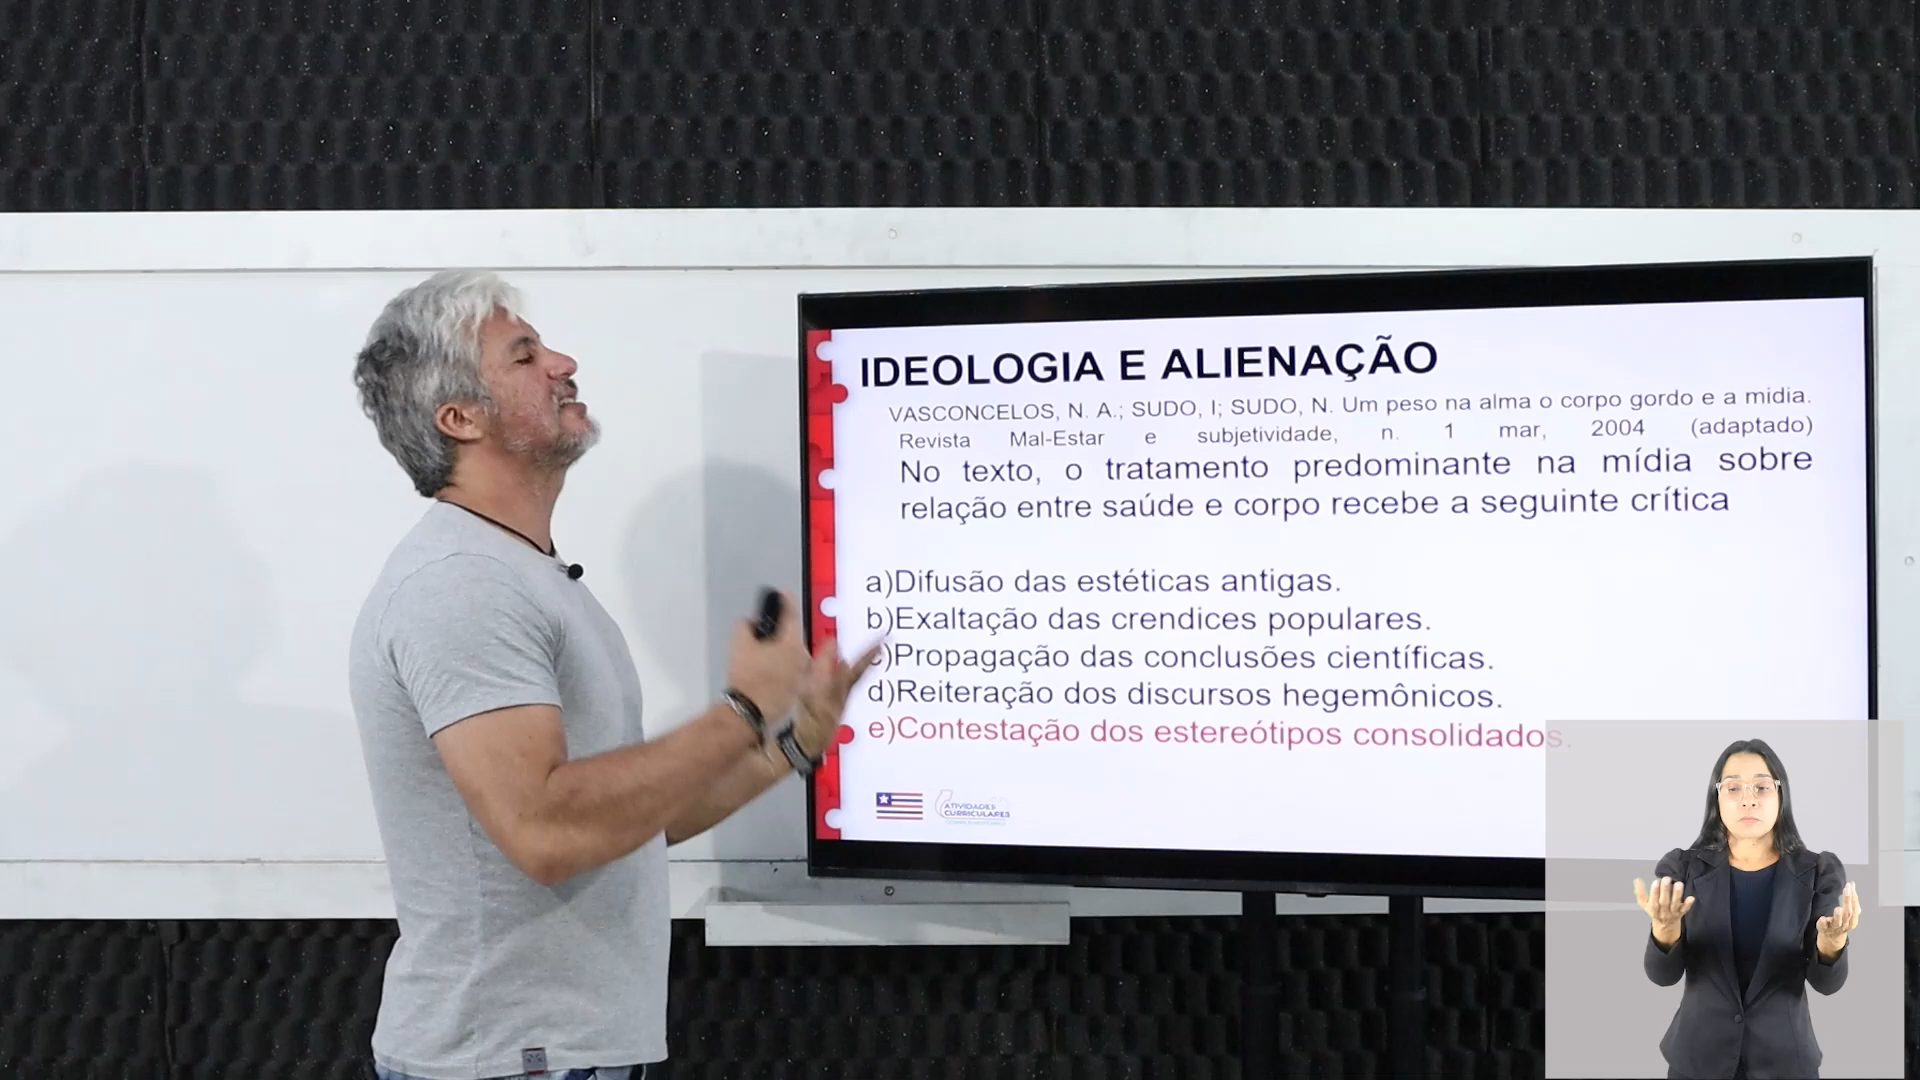 IDEOLOGIA E ALIENAÇÃO
VASCONCELOS, N. A.; SUDO, I; SUDO, N. Um peso na alma o corpo gordo e a midia.
Revista Mal-Estar e subjetividade, n. 1 mar, 2004 (adaptado)
No texto, o tratamento predominante na mídia sobre
relação entre saúde e corpo recebe a seguinte crítica
a)Difusão das estéticas antigas.
b)Exaltação das crendices populares.
c)Propagação das conclusões científicas.
d)Reiteração dos discursos hegemônicos.
e)Contestação dos estereótipos consolidados.
ATIVIDADES
CURRICULARES